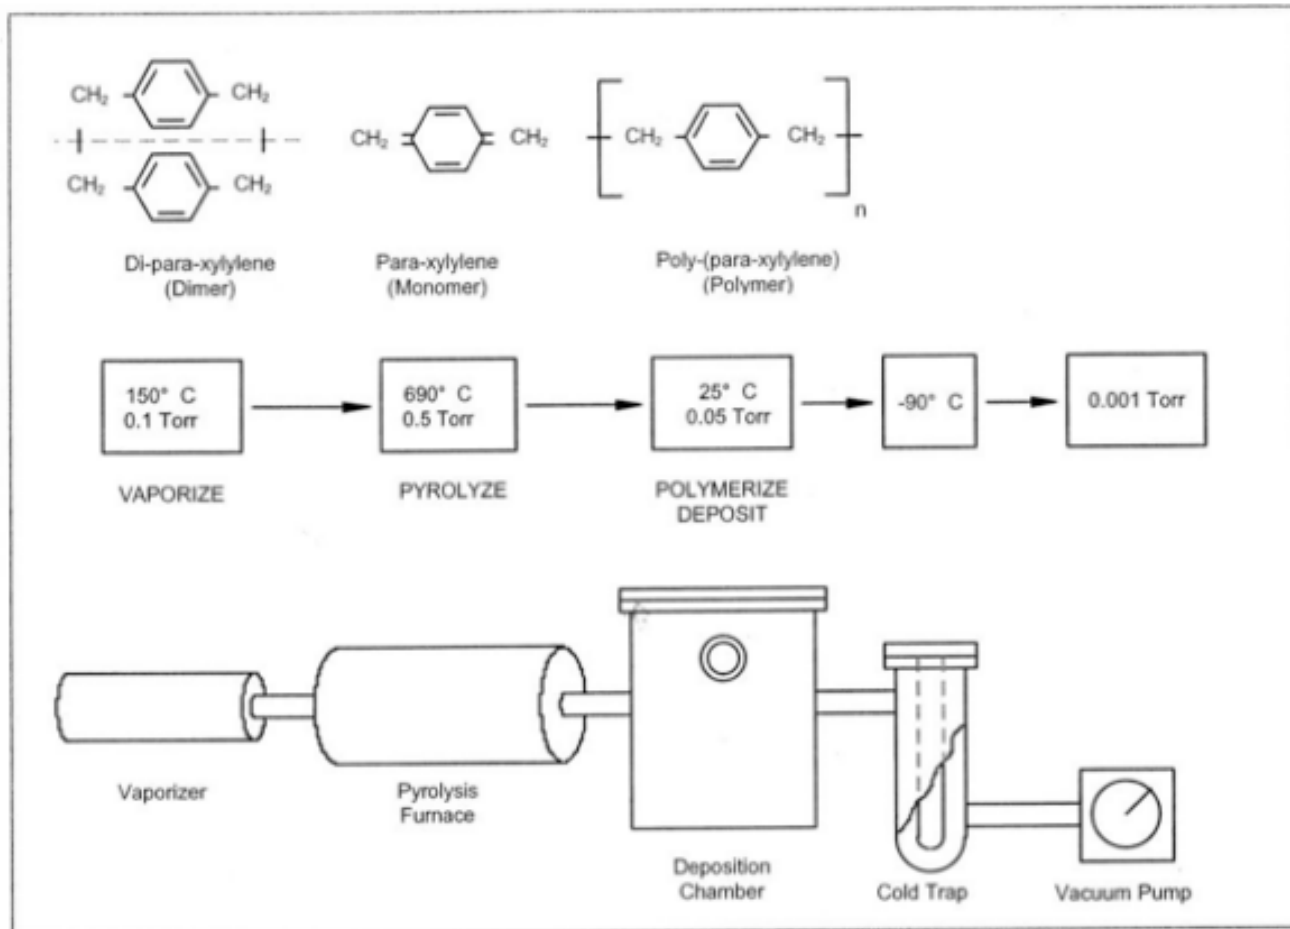 CH₂ CH₂
CH₂ CH₂
CH₂ CH₂
CH₂ CH₂
n
Di-para-xylylene
(Dimer)
Para-xylylene
(Monomer)
Poly-(para-xylylene)
(Polymer)
150° C
0.1 Torr
690° C
0.5 Torr
25° C
0.05 Torr
-90° C
0.001 Torr
VAPORIZE
PYROLYZE
POLYMERIZE
DEPOSIT
Vaporizer
Pyrolysis
Furnace
Deposition
Chamber
Cold Trap
Vacuum Pump